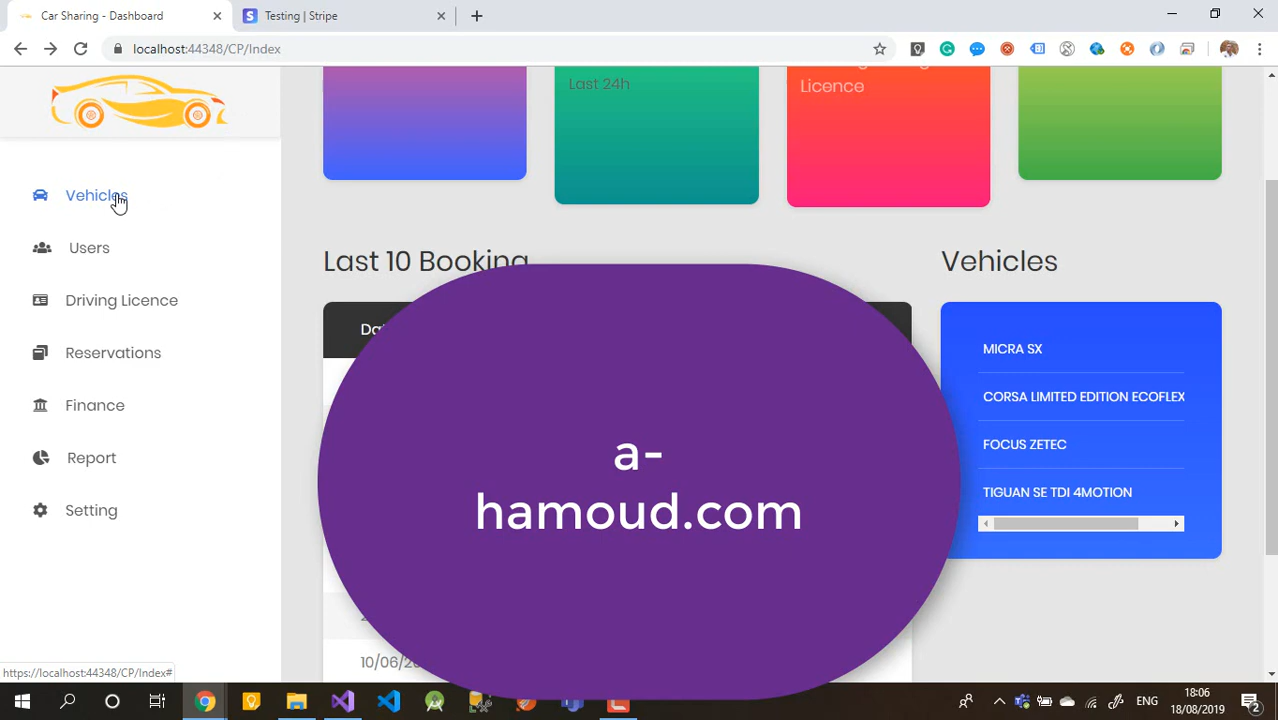 Car Sharing - Dashboard
Testing | Stripe
localhost:44348/CP/Index
Last 24h
Licence
Vehicles
Users
Driving Licence
Reservations
Finance
Report
Setting
Last 10 Booking
Vehicles
MICRA SX
CORSA LIMITED EDITION ECOFLEX
FOCUS ZETEC
TIGUAN SE TDI 4MOTION
a-
hamoud.com
https://localhost:44348/CP/Index#
ENG
18:06
18/08/2019
2